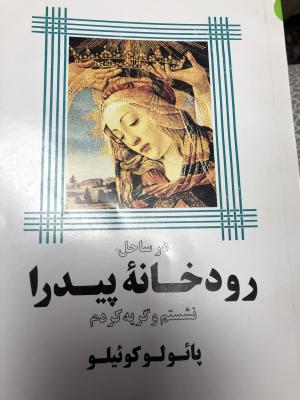 در ساحل
رودخانهٔ پیدرا
نشستم و گریه کردم
پائولو کوئیلو